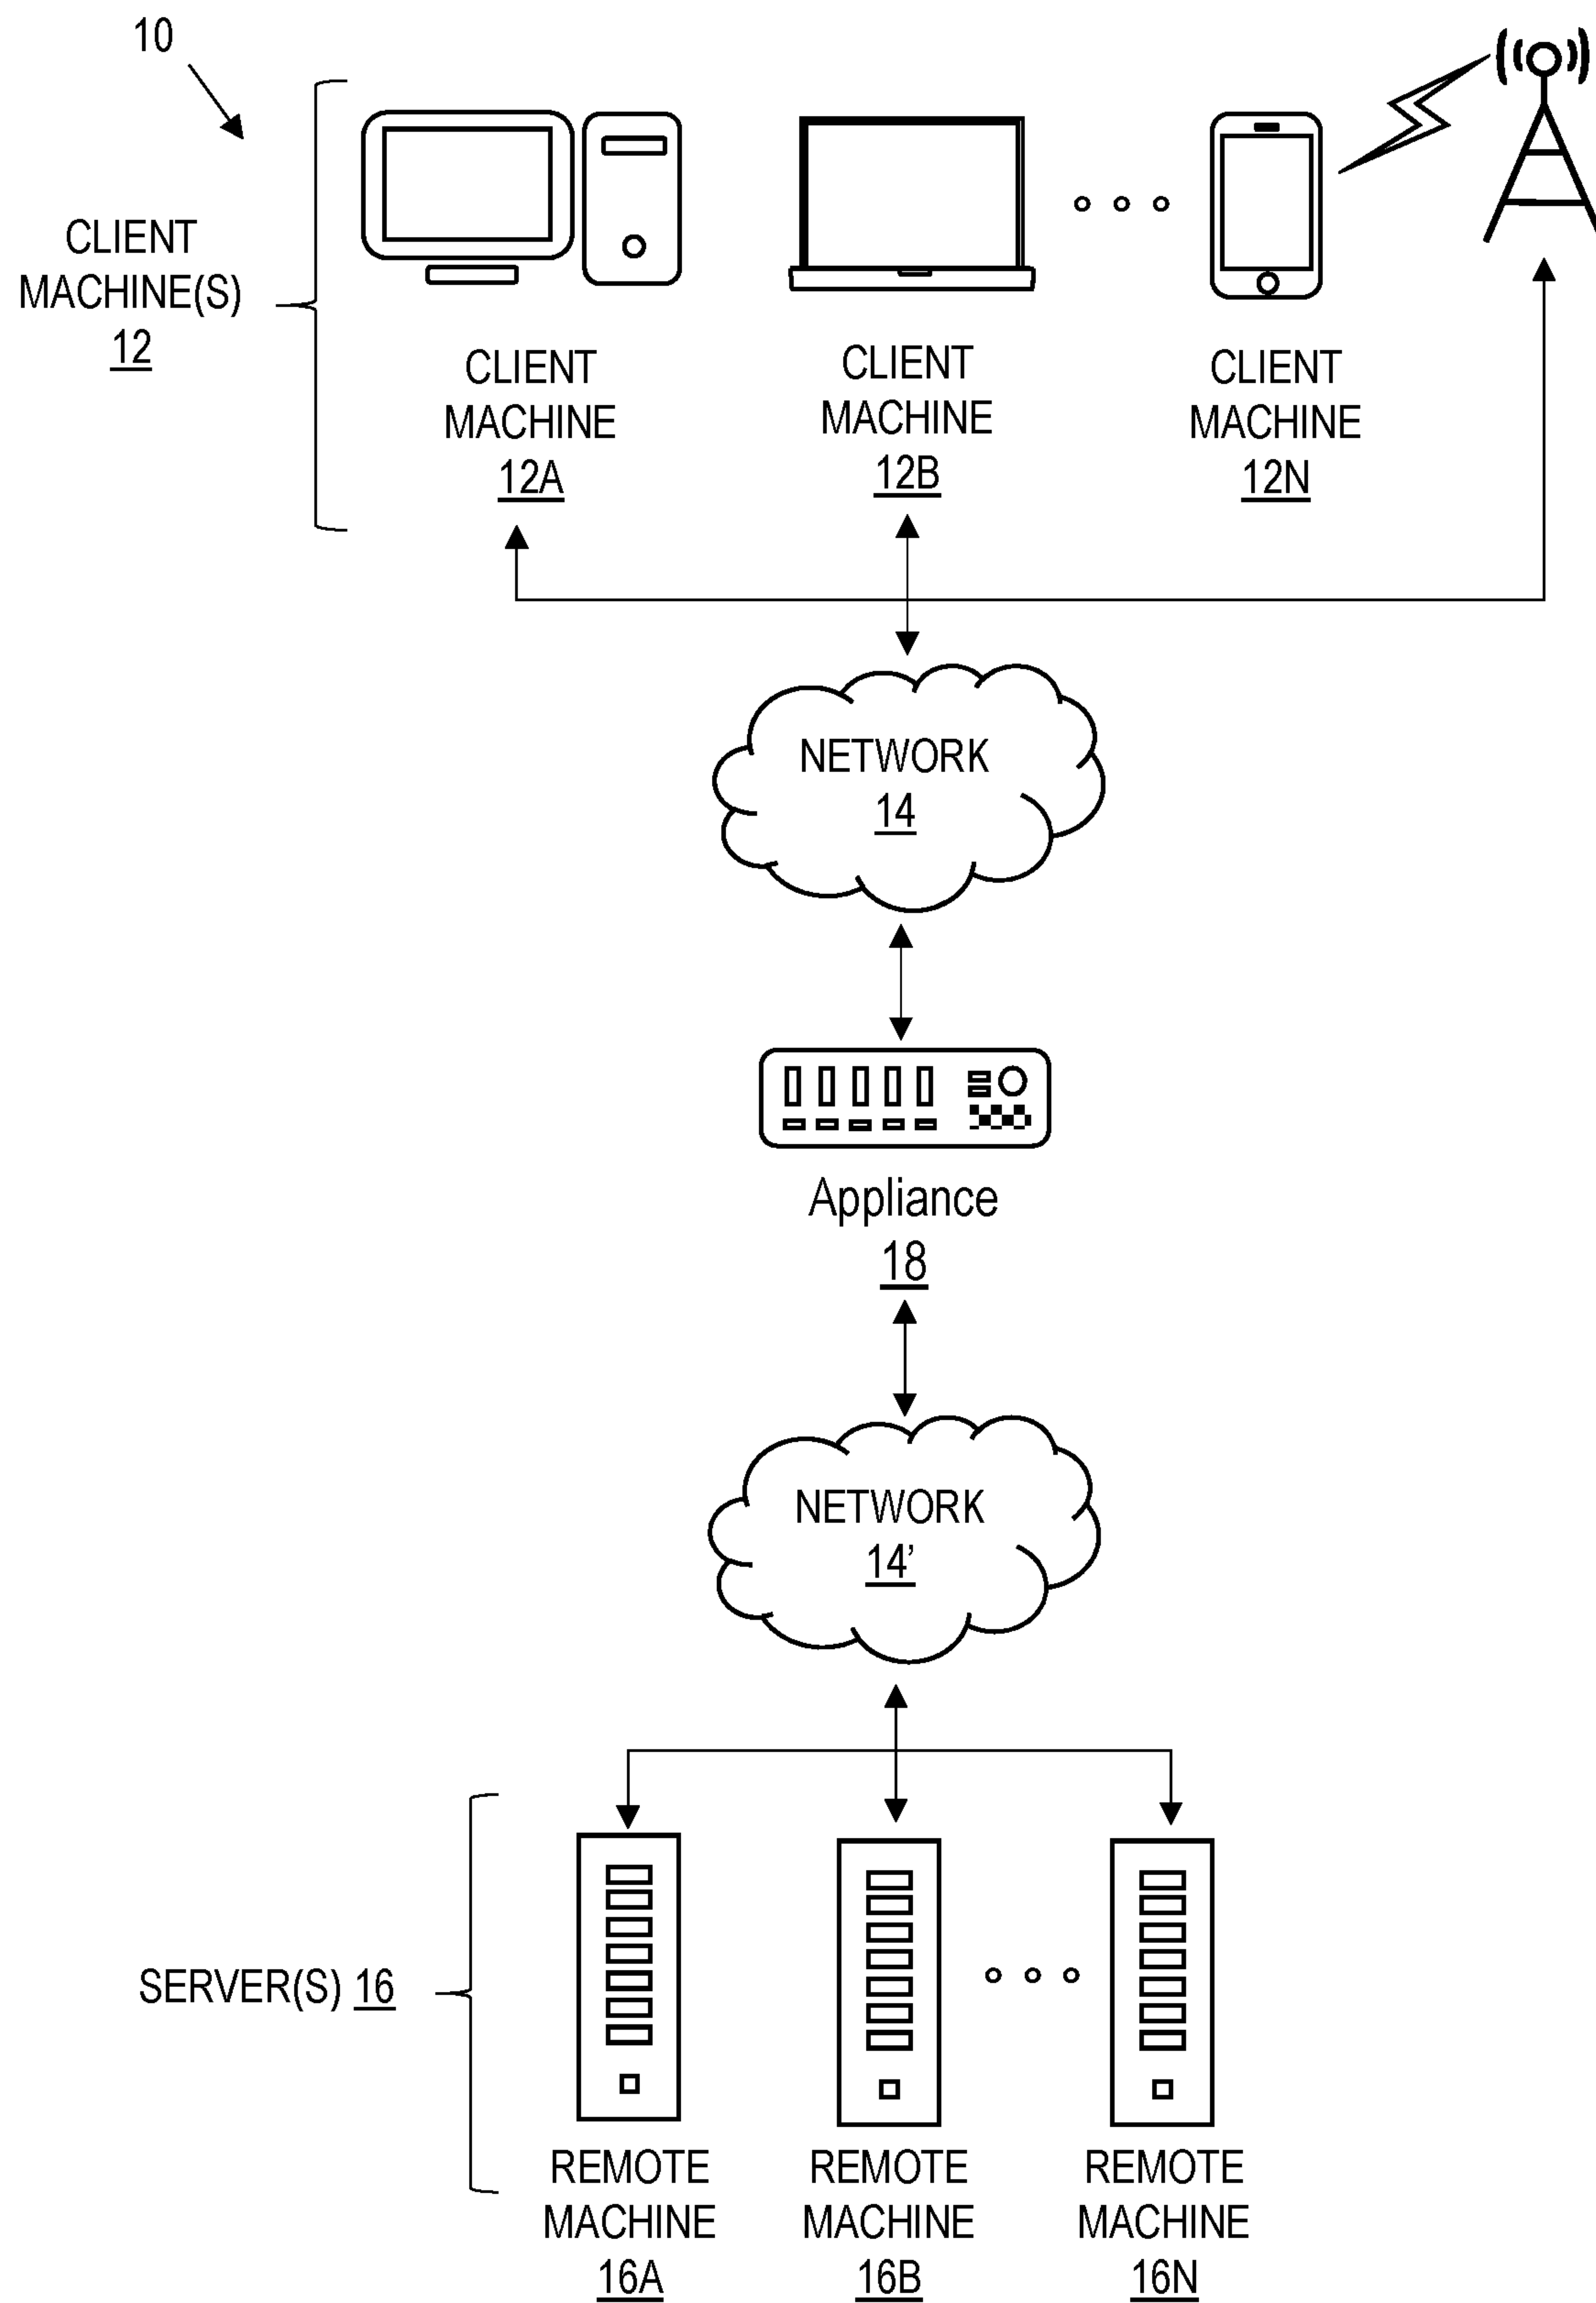 10
CLIENT
MACHINE(S)
12
CLIENT
MACHINE
12A
CLIENT
MACHINE
12B
CLIENT
MACHINE
12N
NETWORK
14
Appliance
18
NETWORK
14’
SERVER(S) 16
REMOTE
MACHINE
16A
REMOTE
MACHINE
16B
REMOTE
MACHINE
16N